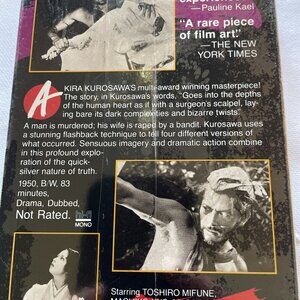 —Pauline Kael
"A rare piece
of film art."
—THE NEW
YORK TIMES
AKIRA KUROSAWA'S multi-award winning masterpiece!
The story, in Kurosawa's words, "Goes into the depths
of the human heart as if with a surgeon's scalpel, lay-
ing bare its dark complexities and bizarre twists".
A man is murdered; his wife is raped by a bandit. Kurosawa uses
a stunning flashback technique to tell four different versions of
what occurred. Sensuous imagery and dramatic action combine
in this profound explo-
ration of the quick-
silver nature of truth.
1950, B/W, 83
minutes,
Drama, Dubbed,
Not Rated.
MONO
Starring TOSHIRO MIFUNE,